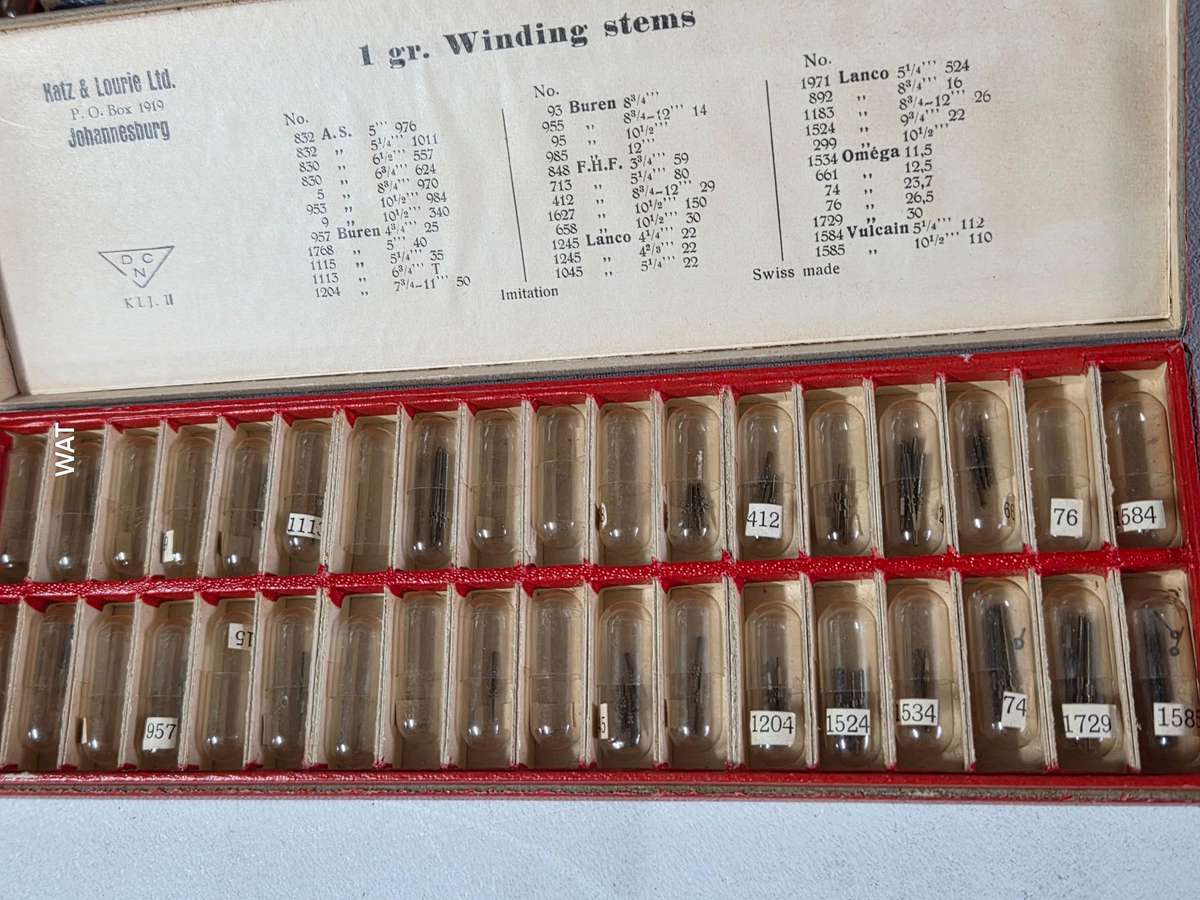 1 gr. Winding stems
Katz & Lourie Ltd.
P. O. Box 1919
Johannesburg
D C
N
K l j. II
No.
832 A.S. 5''' 976
832 ,, 5¼''' 1011
830 ,, 6½''' 557
830 ,, 6¾''' 624
5 ,, 8¾''' 970
953 ,, 10½''' 984
9 ,, 10½''' 340
957 Buren 4¾''' 25
1768 ,, 5''' 40
1115 ,, 5¼''' 35
1113 ,, 6¾''' T
1204 ,, 7¾–11''' 50
No.
93 Buren 8¾'''
955 ,, 8¾–12''' 14
95 ,, 10½'''
985 ,, 12'''
848 F.H.F. 3¾''' 59
713 ,, 5¼''' 80
412 ,, 8¾–12''' 29
1627 ,, 10½''' 150
658 ,, 10½''' 30
1245 Lanco 4¼''' 22
1245 ,, 4²/₃''' 22
1045 ,, 5¼''' 22
No.
1971 Lanco 5¼''' 524
892 ,, 8¾''' 16
1183 ,, 8¾–12''' 26
1524 ,, 9¾''' 22
299 ,, 10½'''
1534 Oméga 11,5
661 ,, 12,5
74 ,, 23,7
76 ,, 26,5
1729 ,, 30
1584 Vulcain 5¼''' 112
1585 ,, 10½''' 110
Imitation
Swiss made
WAT
1113
412
76
1584
15
957
5
1204
1524
534
74
1729
158